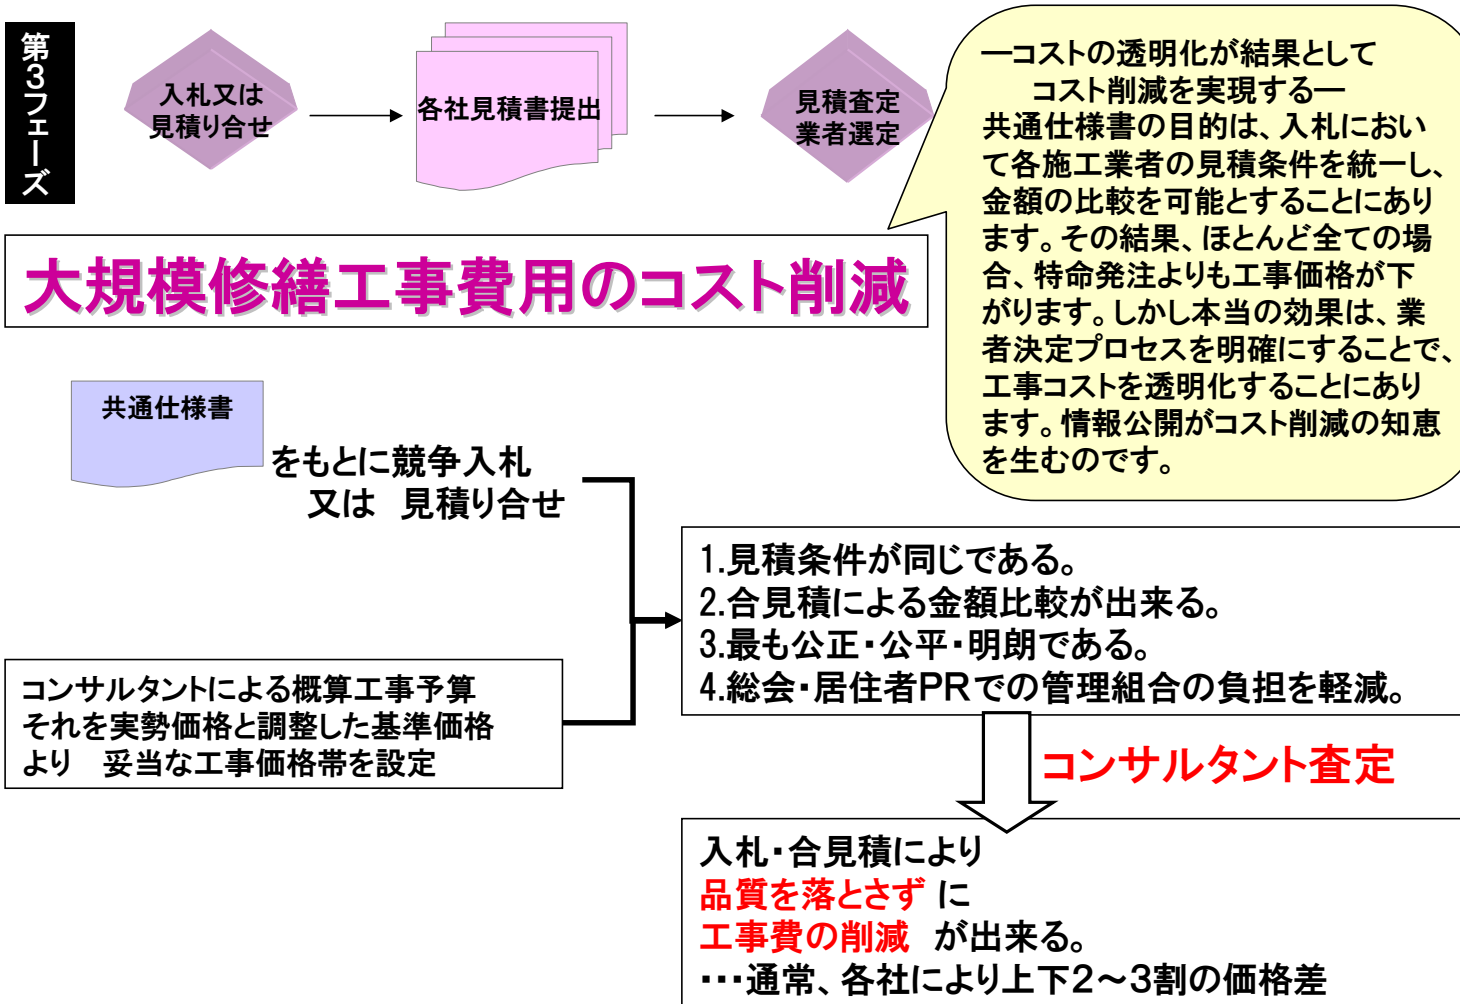 第3フェーズ
入札又は
見積り合せ
各社見積書提出
見積査定
業者選定
―コストの透明化が結果として
コスト削減を実現する―
共通仕様書の目的は、入札におい
て各施工業者の見積条件を統一し、
金額の比較を可能とすることにあり
ます。その結果、ほとんど全ての場
合、特命発注よりも工事価格が下
がります。しかし本当の効果は、業
者決定プロセスを明確にすることで、
工事コストを透明化することにあり
ます。情報公開がコスト削減の知恵
を生むのです。
大規模修繕工事費用のコスト削減
共通仕様書
をもとに競争入札
又は　見積り合せ
コンサルタントによる概算工事予算
それを実勢価格と調整した基準価格
より　妥当な工事価格帯を設定
1.見積条件が同じである。
2.合見積による金額比較が出来る。
3.最も公正・公平・明朗である。
4.総会・居住者PRでの管理組合の負担を軽減。
コンサルタント査定
入札・合見積により
品質を落とさず に
工事費の削減　が出来る。
・・・通常、各社により上下2～3割の価格差